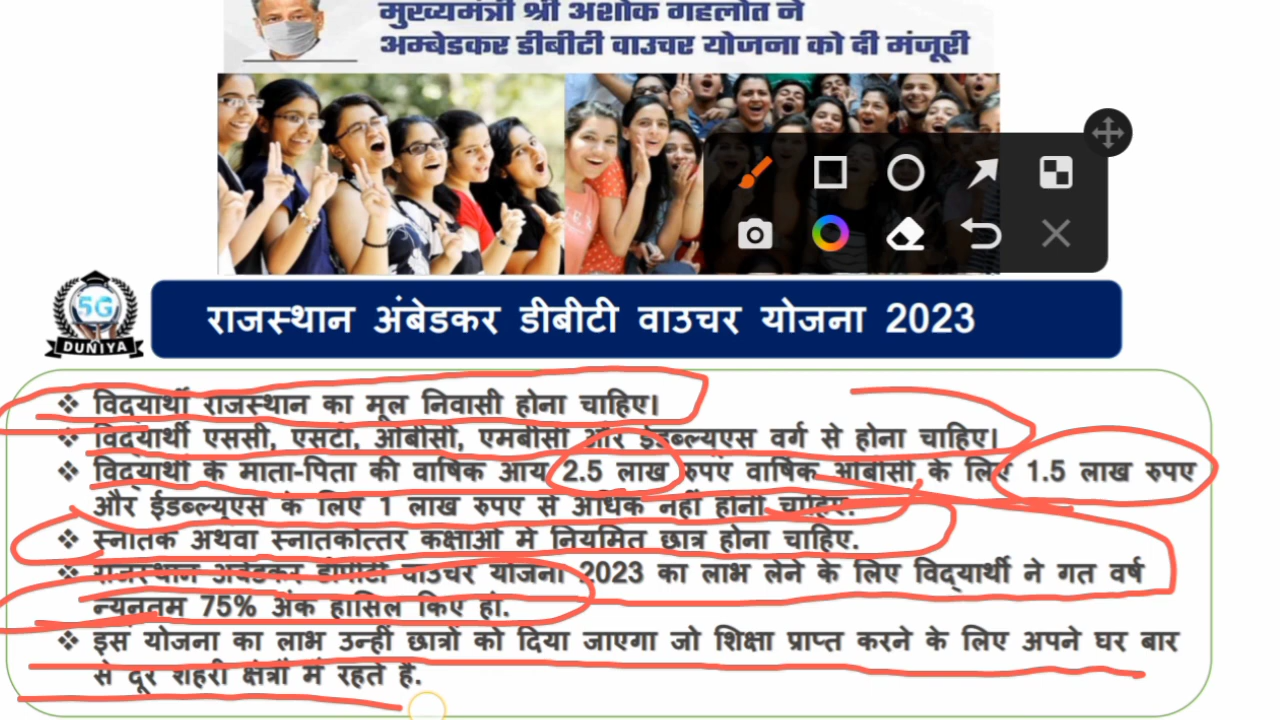 मुख्यमंत्री श्री अशोक गहलोत ने
अम्बेडकर डीबीटी वाउचर योजना को दी मंजूरी
5G
DUNIYA
राजस्थान अंबेडकर डीबीटी वाउचर योजना 2023
❖ विद्यार्थी राजस्थान का मूल निवासी होना चाहिए।
❖ विद्यार्थी एससी, एसटी, ओबीसी, एमबीसी और ईडब्ल्यूएस वर्ग से होना चाहिए।
❖ विद्यार्थी के माता-पिता की वार्षिक आय 2.5 लाख रुपए वार्षिक ओबीसी के लिए 1.5 लाख रुपए
और ईडब्ल्यूएस के लिए 1 लाख रुपए से अधिक नहीं होनी चाहिए.
❖ स्नातक अथवा स्नातकोत्तर कक्षाओं में नियमित छात्र होना चाहिए.
❖ राजस्थान अंबेडकर डीबीटी वाउचर योजना 2023 का लाभ लेने के लिए विद्यार्थी ने गत वर्ष
न्यूनतम 75% अंक हासिल किए हो.
❖ इस योजना का लाभ उन्हीं छात्रों को दिया जाएगा जो शिक्षा प्राप्त करने के लिए अपने घर बार
से दूर शहरी क्षेत्रों में रहते हैं.